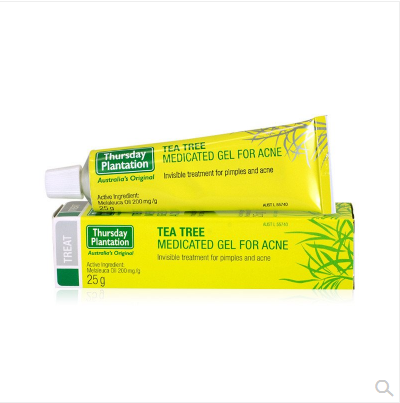 Thursday
Plantation
Australia's Original
TEA TREE
MEDICATED GEL FOR ACNE
Invisible treatment for pimples and acne
Active Ingredient:
Melaleuca Oil 200 mg/g
25g
TREAT
Thursday
Plantation
Australia's Original
TEA TREE
MEDICATED GEL FOR ACNE
Invisible treatment for pimples and acne
Active Ingredient:
Melaleuca Oil 200 mg/g
25g